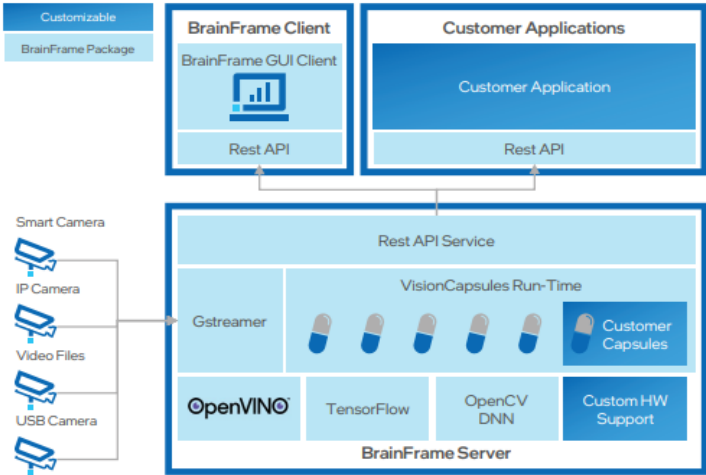 Customizable
BrainFrame Package
BrainFrame Client
BrainFrame GUI Client
Rest API
Customer Applications
Customer Application
Rest API
Smart Camera
IP Camera
Video Files
USB Camera
Rest API Service
Gstreamer
VisionCapsules Run-Time
Customer
Capsules
OpenVINO
TensorFlow
OpenCV
DNN
Custom HW
Support
BrainFrame Server